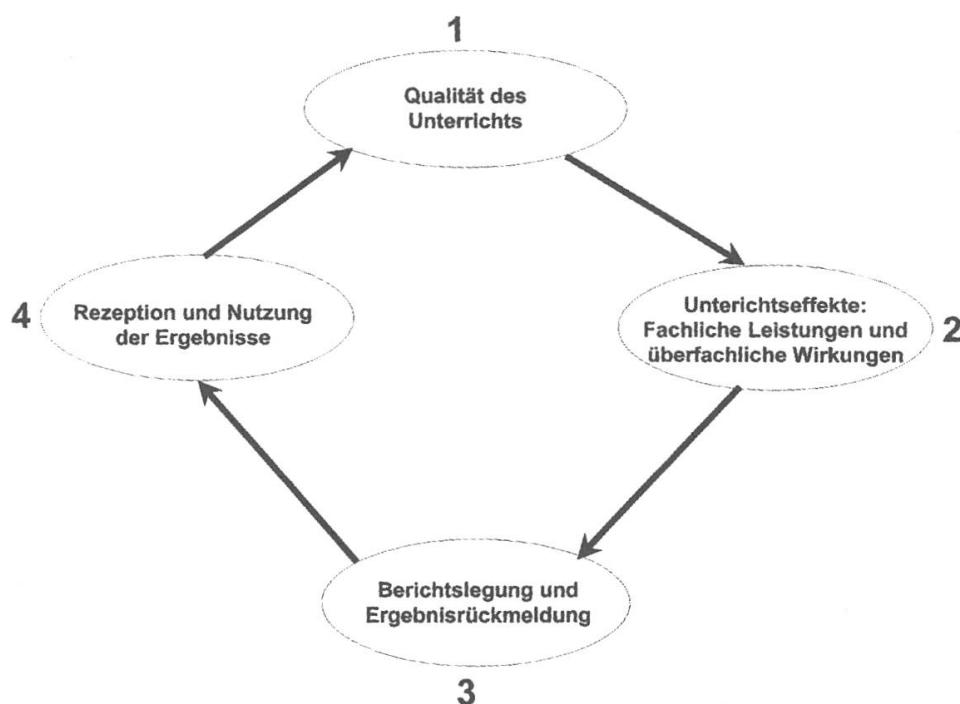 1
Qualität des
Unterrichts
4
Rezeption und Nutzung
der Ergebnisse
Unterichtseffekte:
Fachliche Leistungen und
überfachliche Wirkungen
2
Berichtslegung und
Ergebnisrückmeldung
3